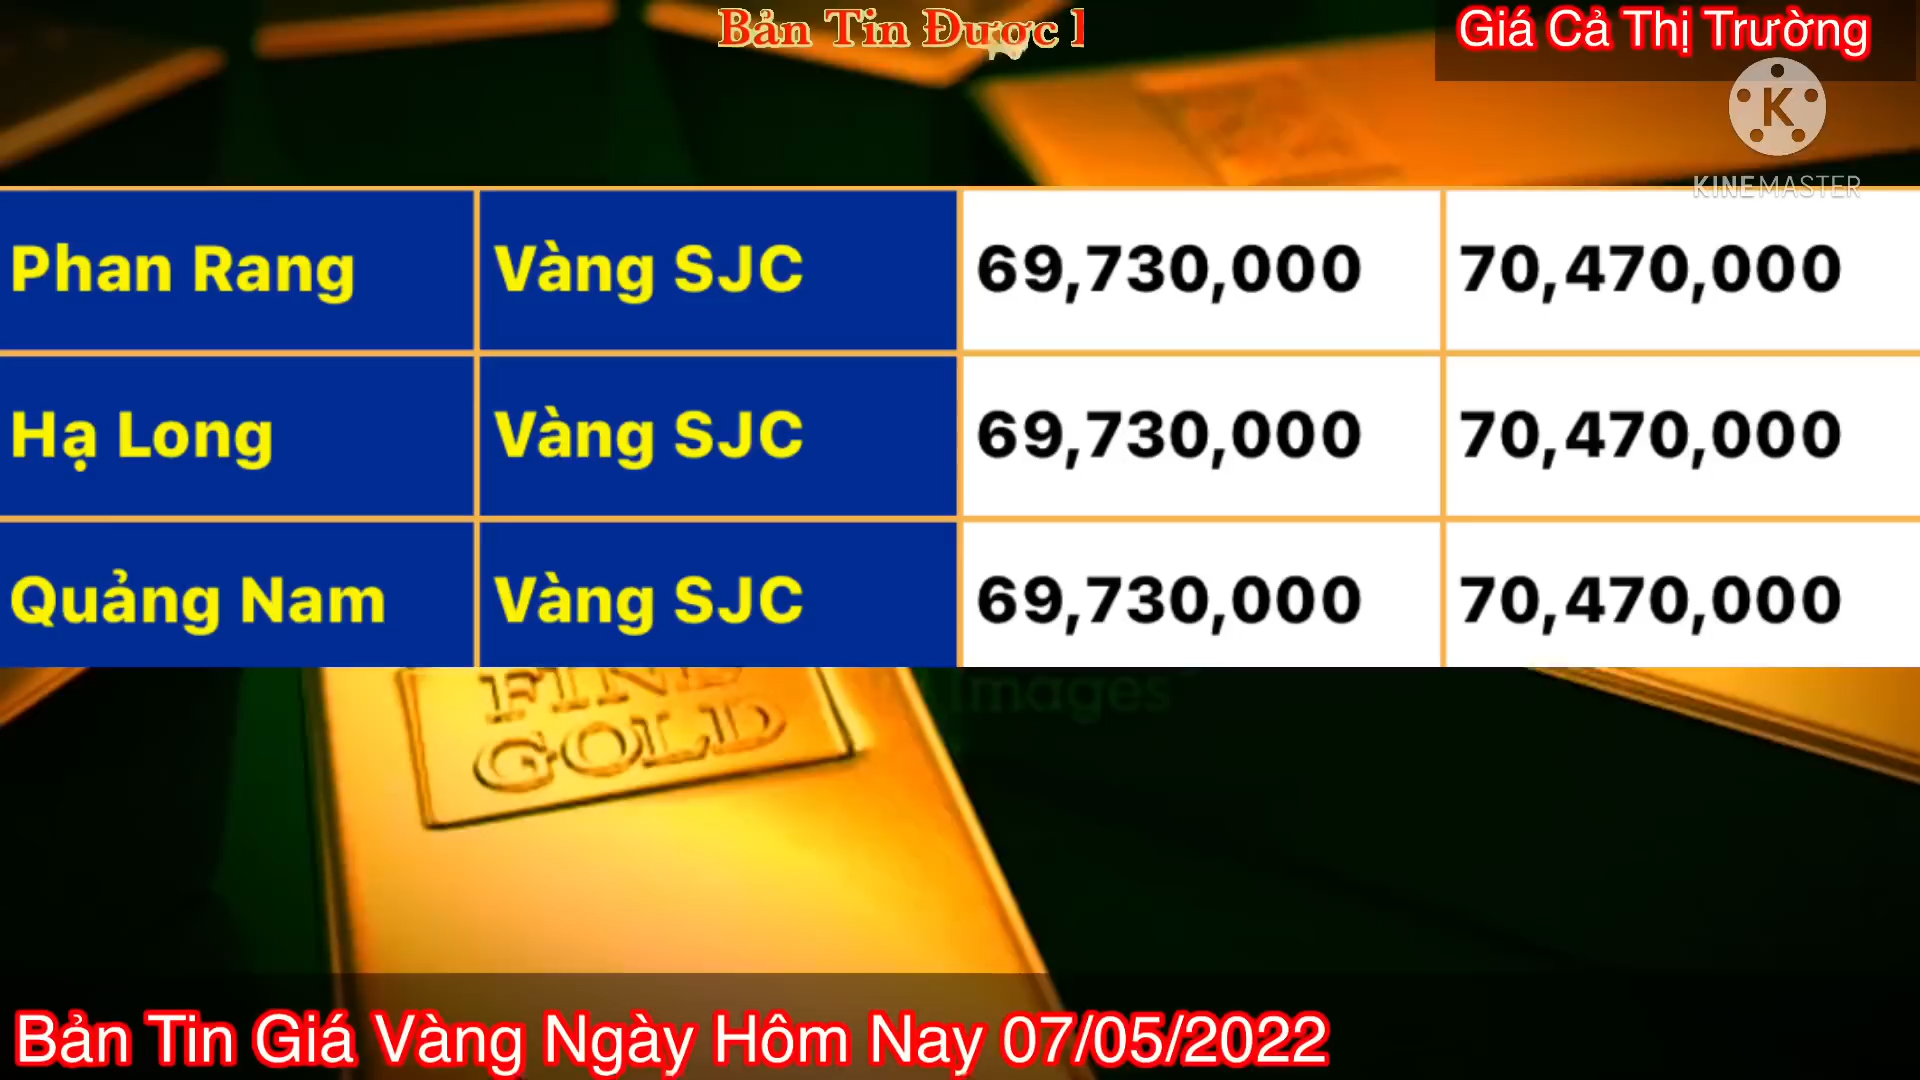 Bản Tin Được
Giá Cả Thị Trường
K
KINEMASTER
Phan Rang Vàng SJC 69,730,000 70,470,000
Hạ Long Vàng SJC 69,730,000 70,470,000
Quảng Nam Vàng SJC 69,730,000 70,470,000
FINE
GOLD
Images
Bản Tin Giá Vàng Ngày Hôm Nay 07/05/2022